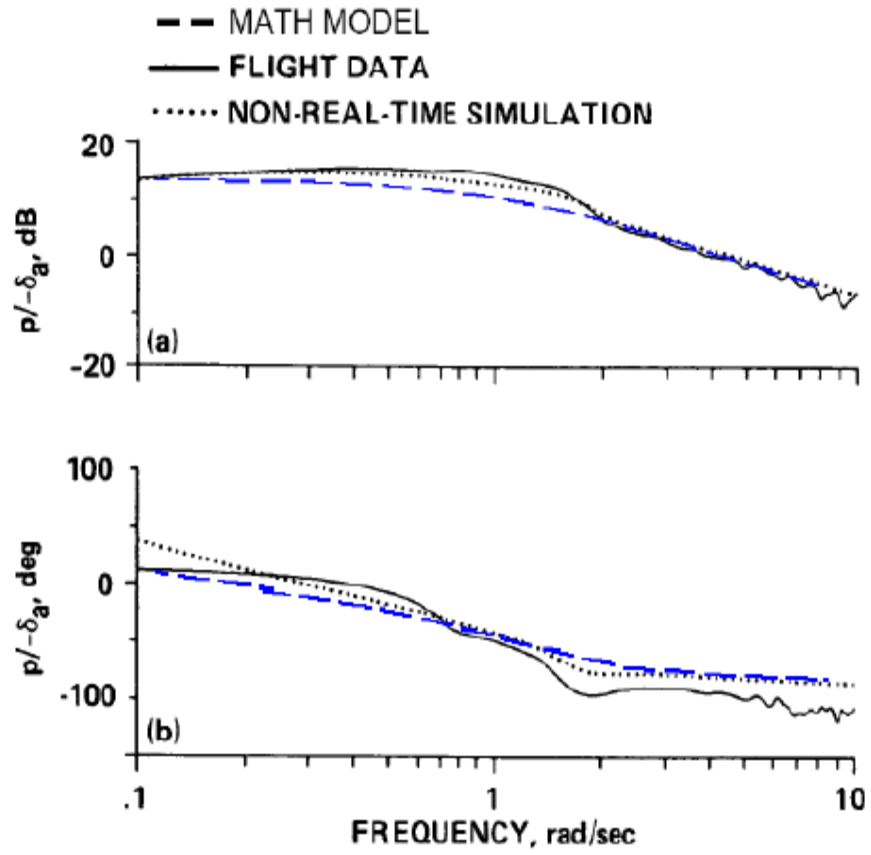 MATH MODEL
FLIGHT DATA
NON-REAL-TIME SIMULATION
20
0
-20
p/-δa, dB
(a)
100
0
-100
p/-δa, deg
(b)
.1
1
10
FREQUENCY, rad/sec